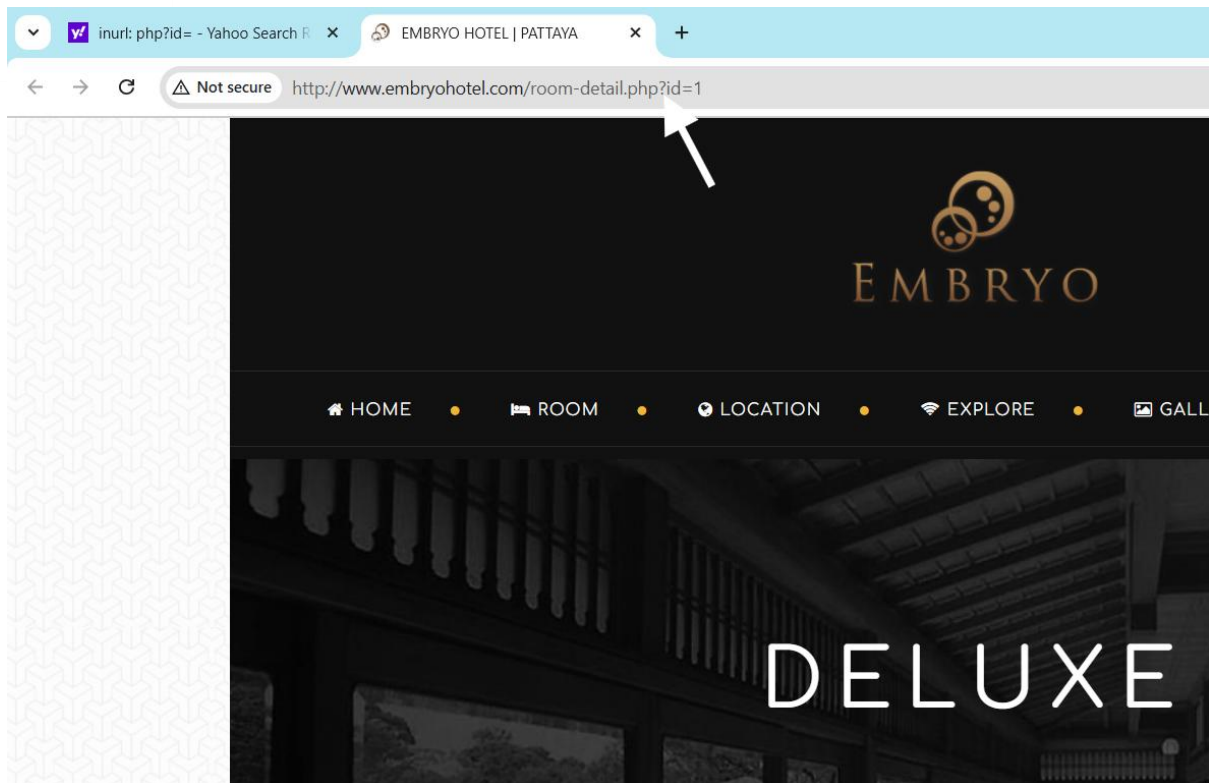 inurl: php?id= - Yahoo Search R
EMBRYO HOTEL | PATTAYA
Not secure
http://www.embryohotel.com/room-detail.php?id=1
EMBRYO
HOME
ROOM
LOCATION
EXPLORE
GALL
DELUXE